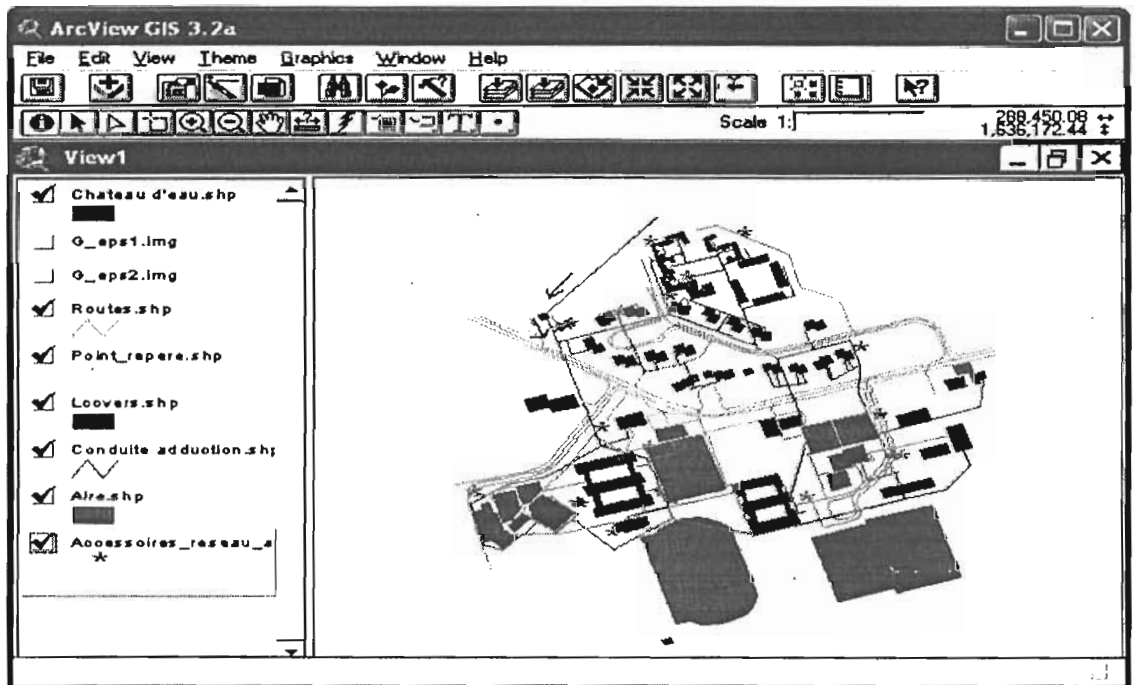 ArcView GIS 3.2a
File Edit View Theme Graphics Window Help
Scale 1: 288,450.08
1,636,172.44
View1
Chateau d'eau.shp
G_eps1.img
G_eps2.img
Routes.shp
Point_repere.shp
Loovers.shp
Conduite adduction.shp
Aire.shp
Accessoires_reseau_a